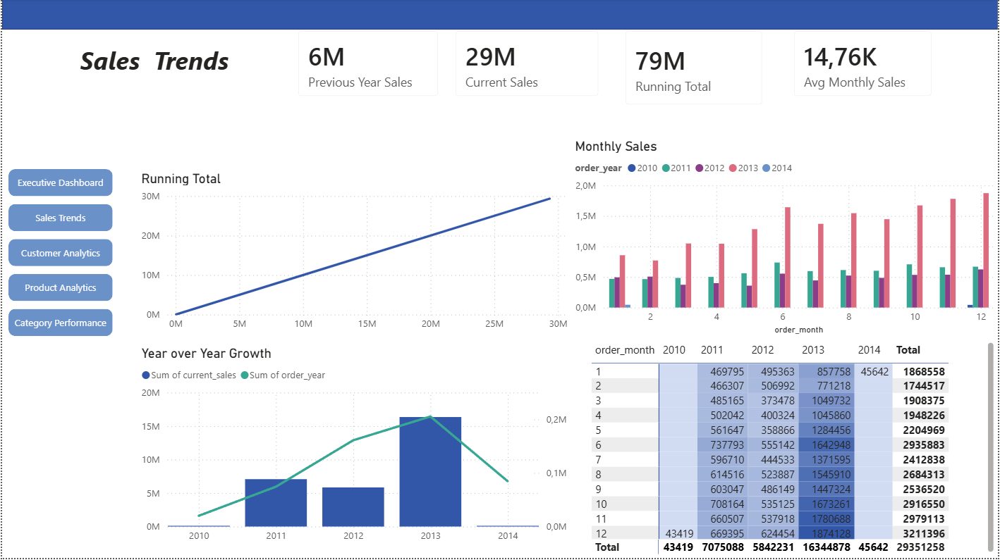 Sales Trends
6M
Previous Year Sales
29M
Current Sales
79M
Running Total
14,76K
Avg Monthly Sales
Executive Dashboard
Sales Trends
Customer Analytics
Product Analytics
Category Performance
Running Total
30M
20M
10M
0M
0M 5M 10M 15M 20M 25M 30M
Monthly Sales
order_year 2010 2011 2012 2013 2014
2,0M
1,5M
1,0M
0,5M
0,0M
2 4 6 8 10 12
order_month
Year over Year Growth
Sum of current_sales Sum of order_year
20M
15M
10M
5M
0M
0,2M
0,1M
0,0M
2010 2011 2012 2013 2014
order_month 2010 2011 2012 2013 2014 Total
1 469795 495363 857758 45642 1868558
2 466307 506992 771218 1744517
3 485165 373478 1049732 1908375
4 502042 400324 1045860 1948226
5 561647 358866 1284456 2204969
6 737793 555142 1642948 2935883
7 596710 444533 1371595 2412838
8 614516 523887 1545910 2684313
9 603047 486149 1447324 2536520
10 708164 535125 1673261 2916550
11 660507 537918 1780688 2979113
12 43419 669395 624454 1874128 3211396
Total 43419 7075088 5842231 16344878 45642 29351258